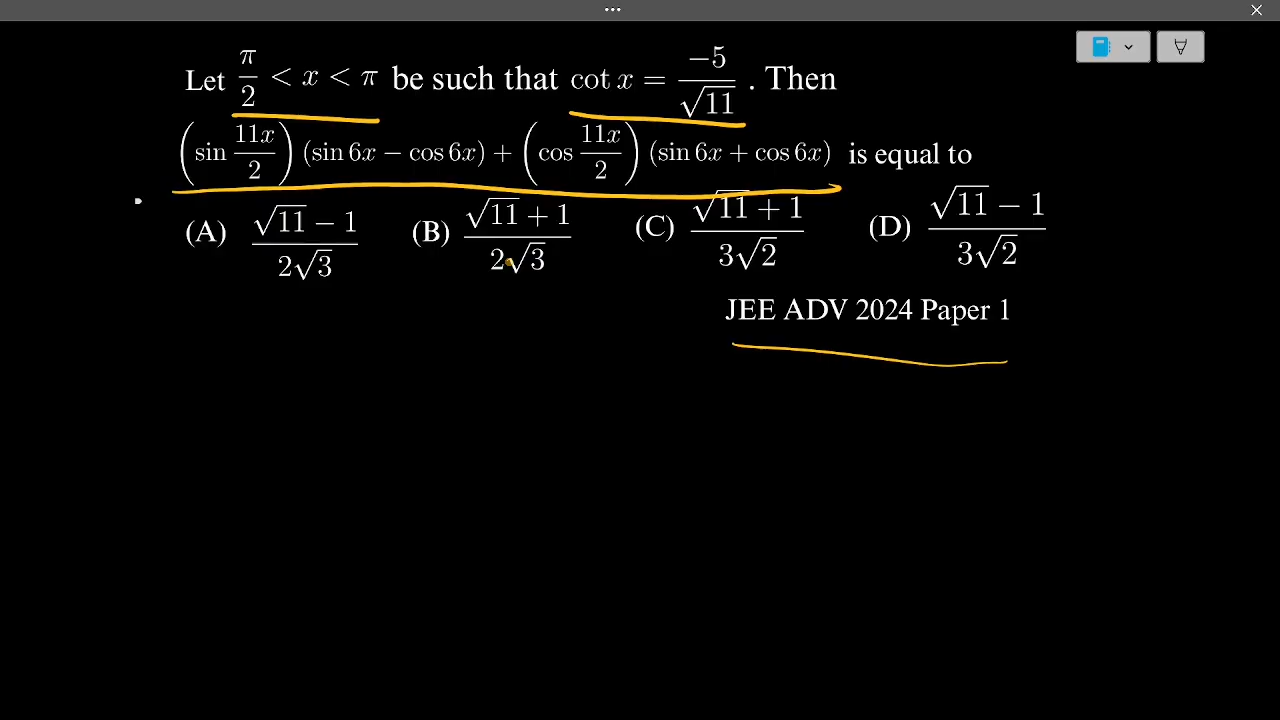 Let π/2 < x < π be such that cot x = −5/√11 . Then
(sin 11x/2) (sin 6x − cos 6x) + (cos 11x/2) (sin 6x + cos 6x) is equal to
(A) (√11 − 1)/(2√3) (B) (√11 + 1)/(2√3) (C) (√11 + 1)/(3√2) (D) (√11 − 1)/(3√2)
JEE ADV 2024 Paper 1